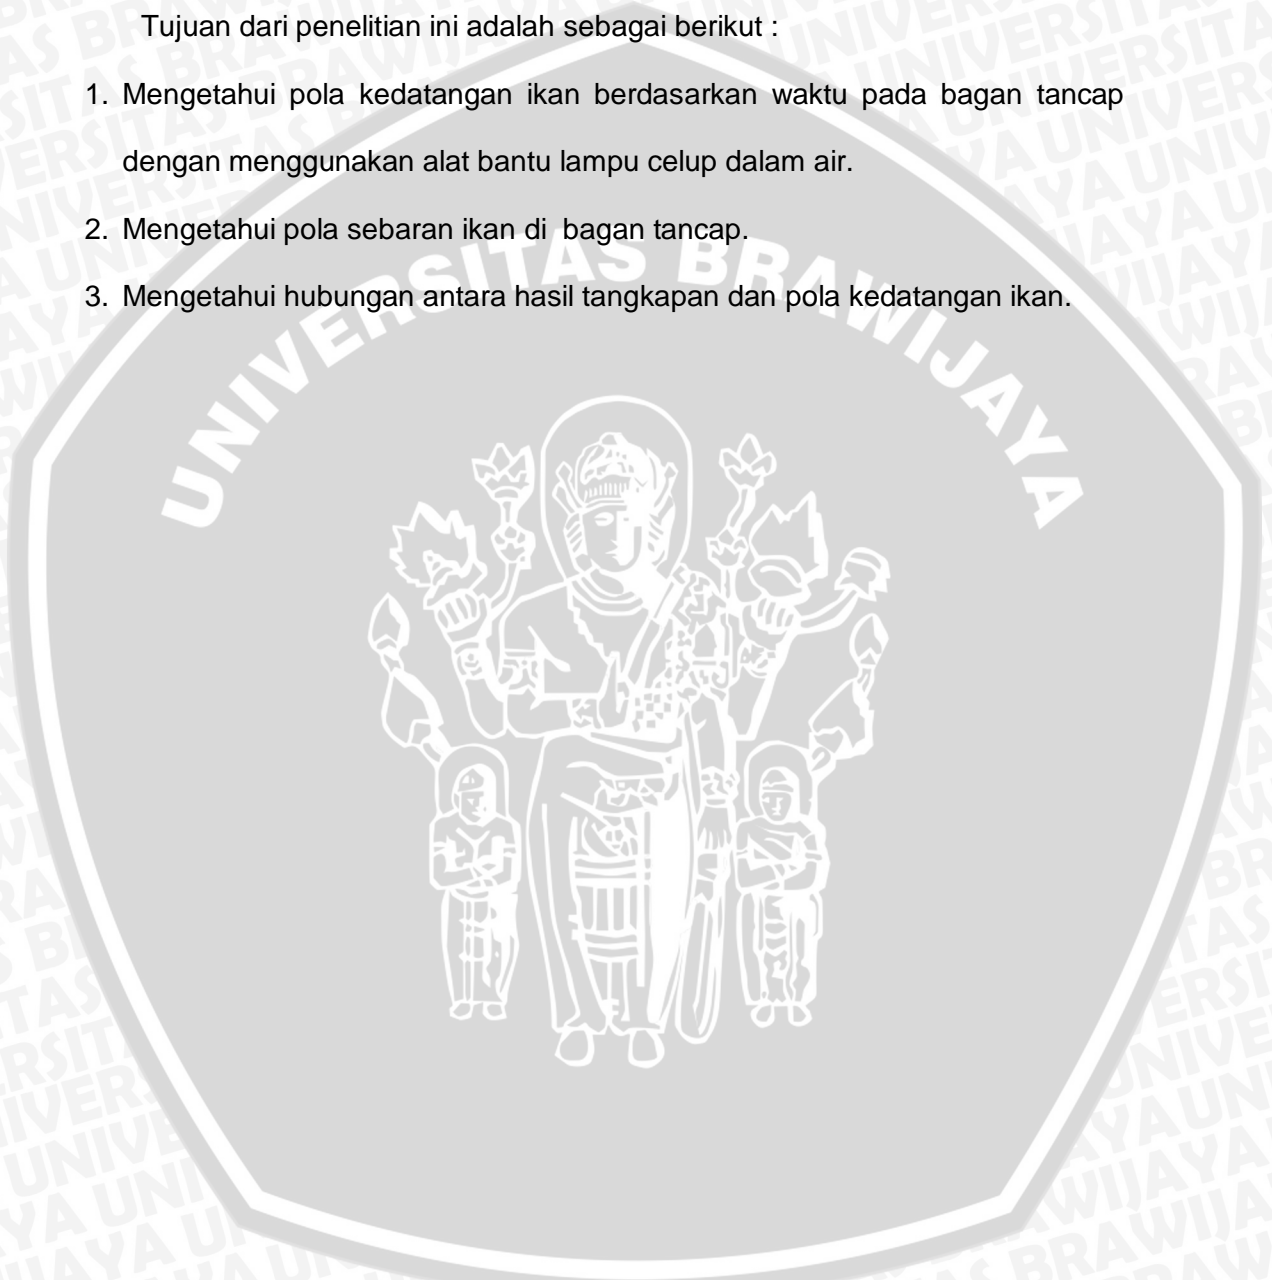 Tujuan dari penelitian ini adalah sebagai berikut :
1. Mengetahui pola kedatangan ikan berdasarkan waktu pada bagan tancap
dengan menggunakan alat bantu lampu celup dalam air.
2. Mengetahui pola sebaran ikan di bagan tancap.
3. Mengetahui hubungan antara hasil tangkapan dan pola kedatangan ikan.
UNIVERSITAS BRAWIJAYA